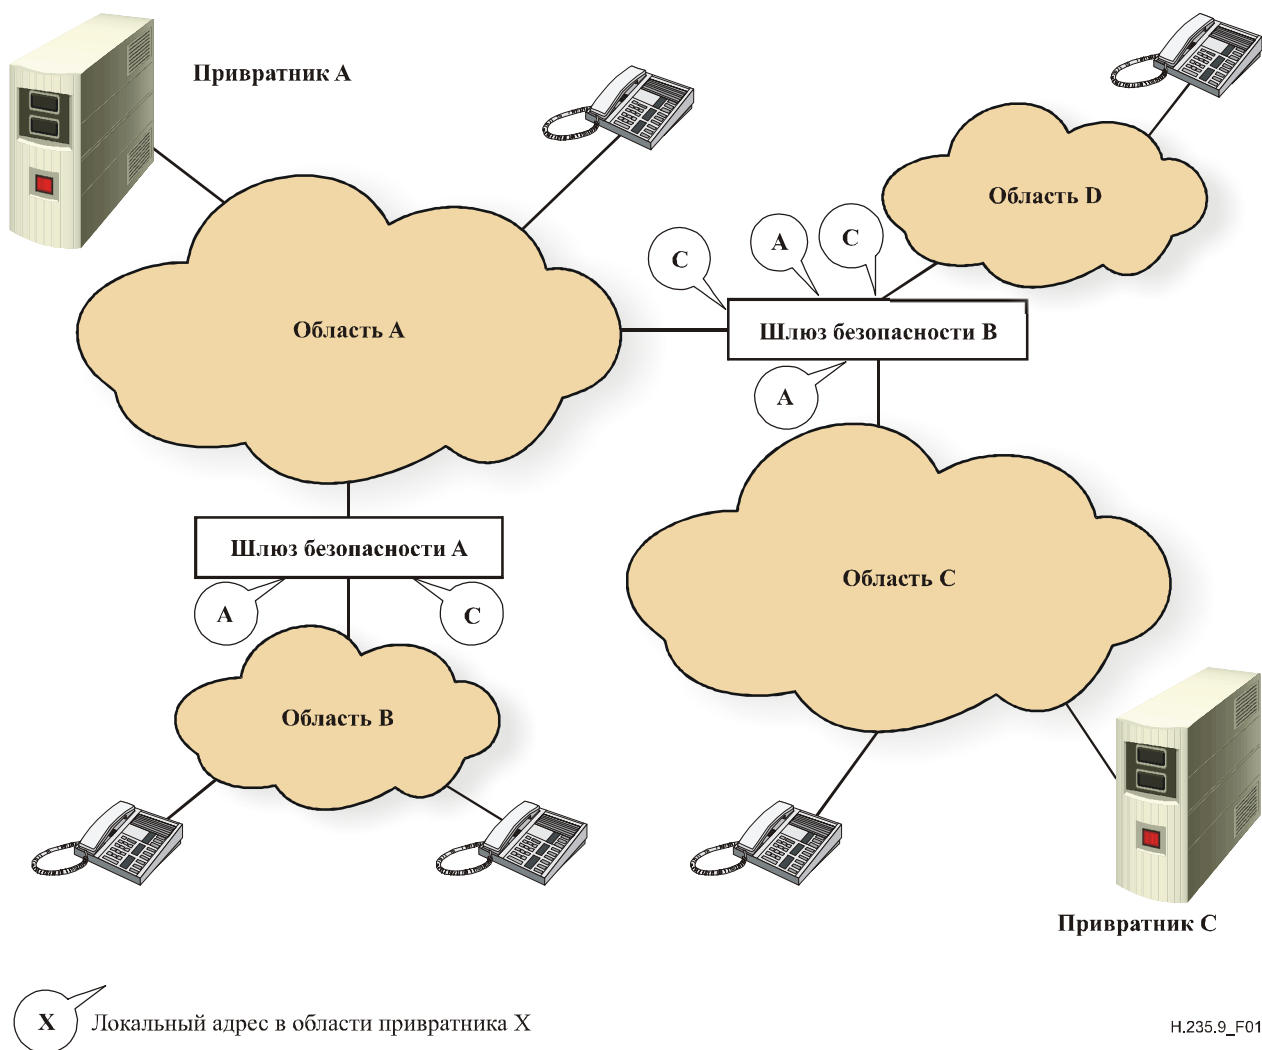 Привратник A
Область D
C
A
C
Область A
Шлюз безопасности B
A
Шлюз безопасности A
Область C
A
C
Область B
Привратник C
X
Локальный адрес в области привратника X
H.235.9_F01